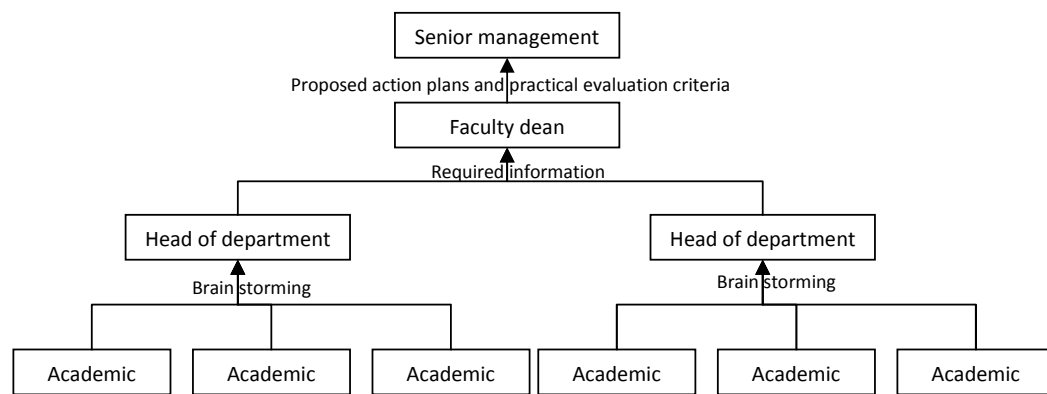 Senior management
Proposed action plans and practical evaluation criteria
Faculty dean
Required information
Head of department
Head of department
Brain storming
Brain storming
Academic
Academic
Academic
Academic
Academic
Academic